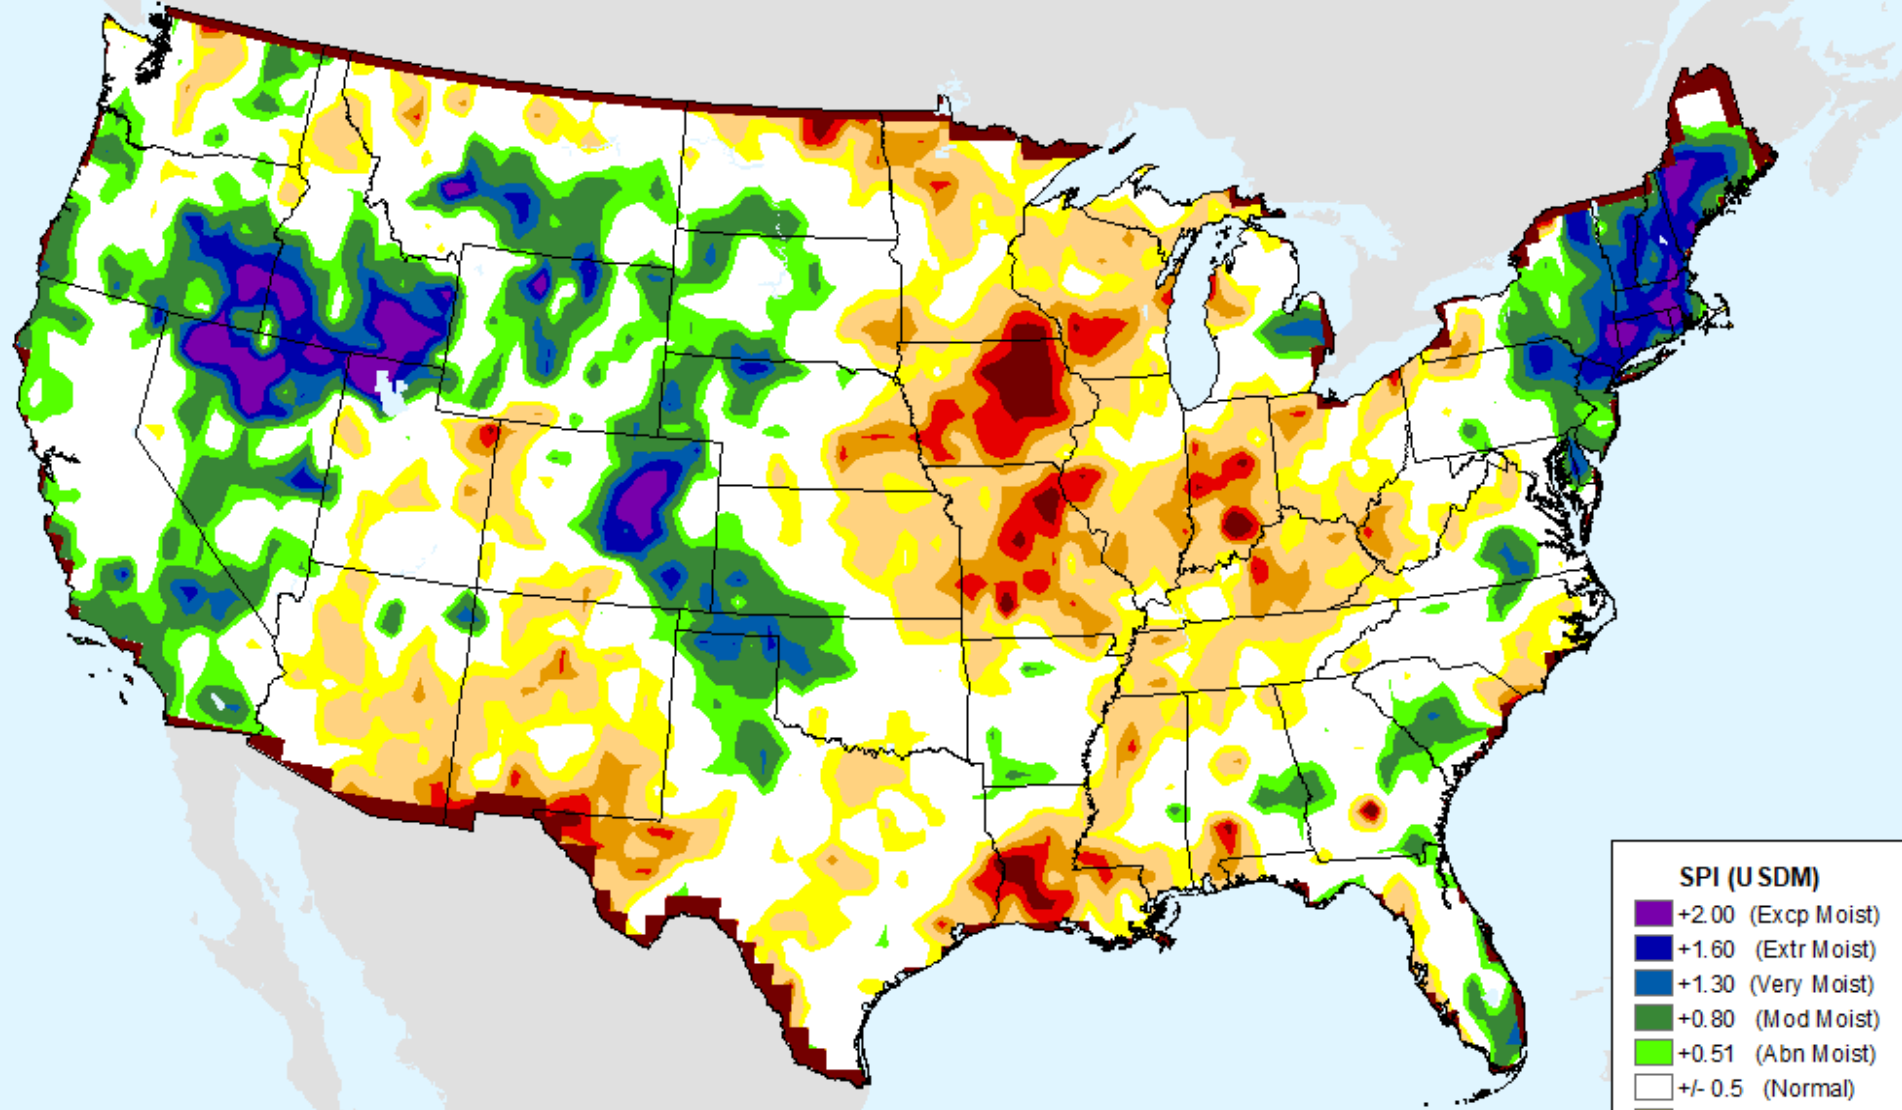 SPI (USDM)
+2.00 (Excp Moist)
+1.60 (Extr Moist)
+1.30 (Very Moist)
+0.80 (Mod Moist)
+0.51 (Abn Moist)
+/- 0.5 (Normal)